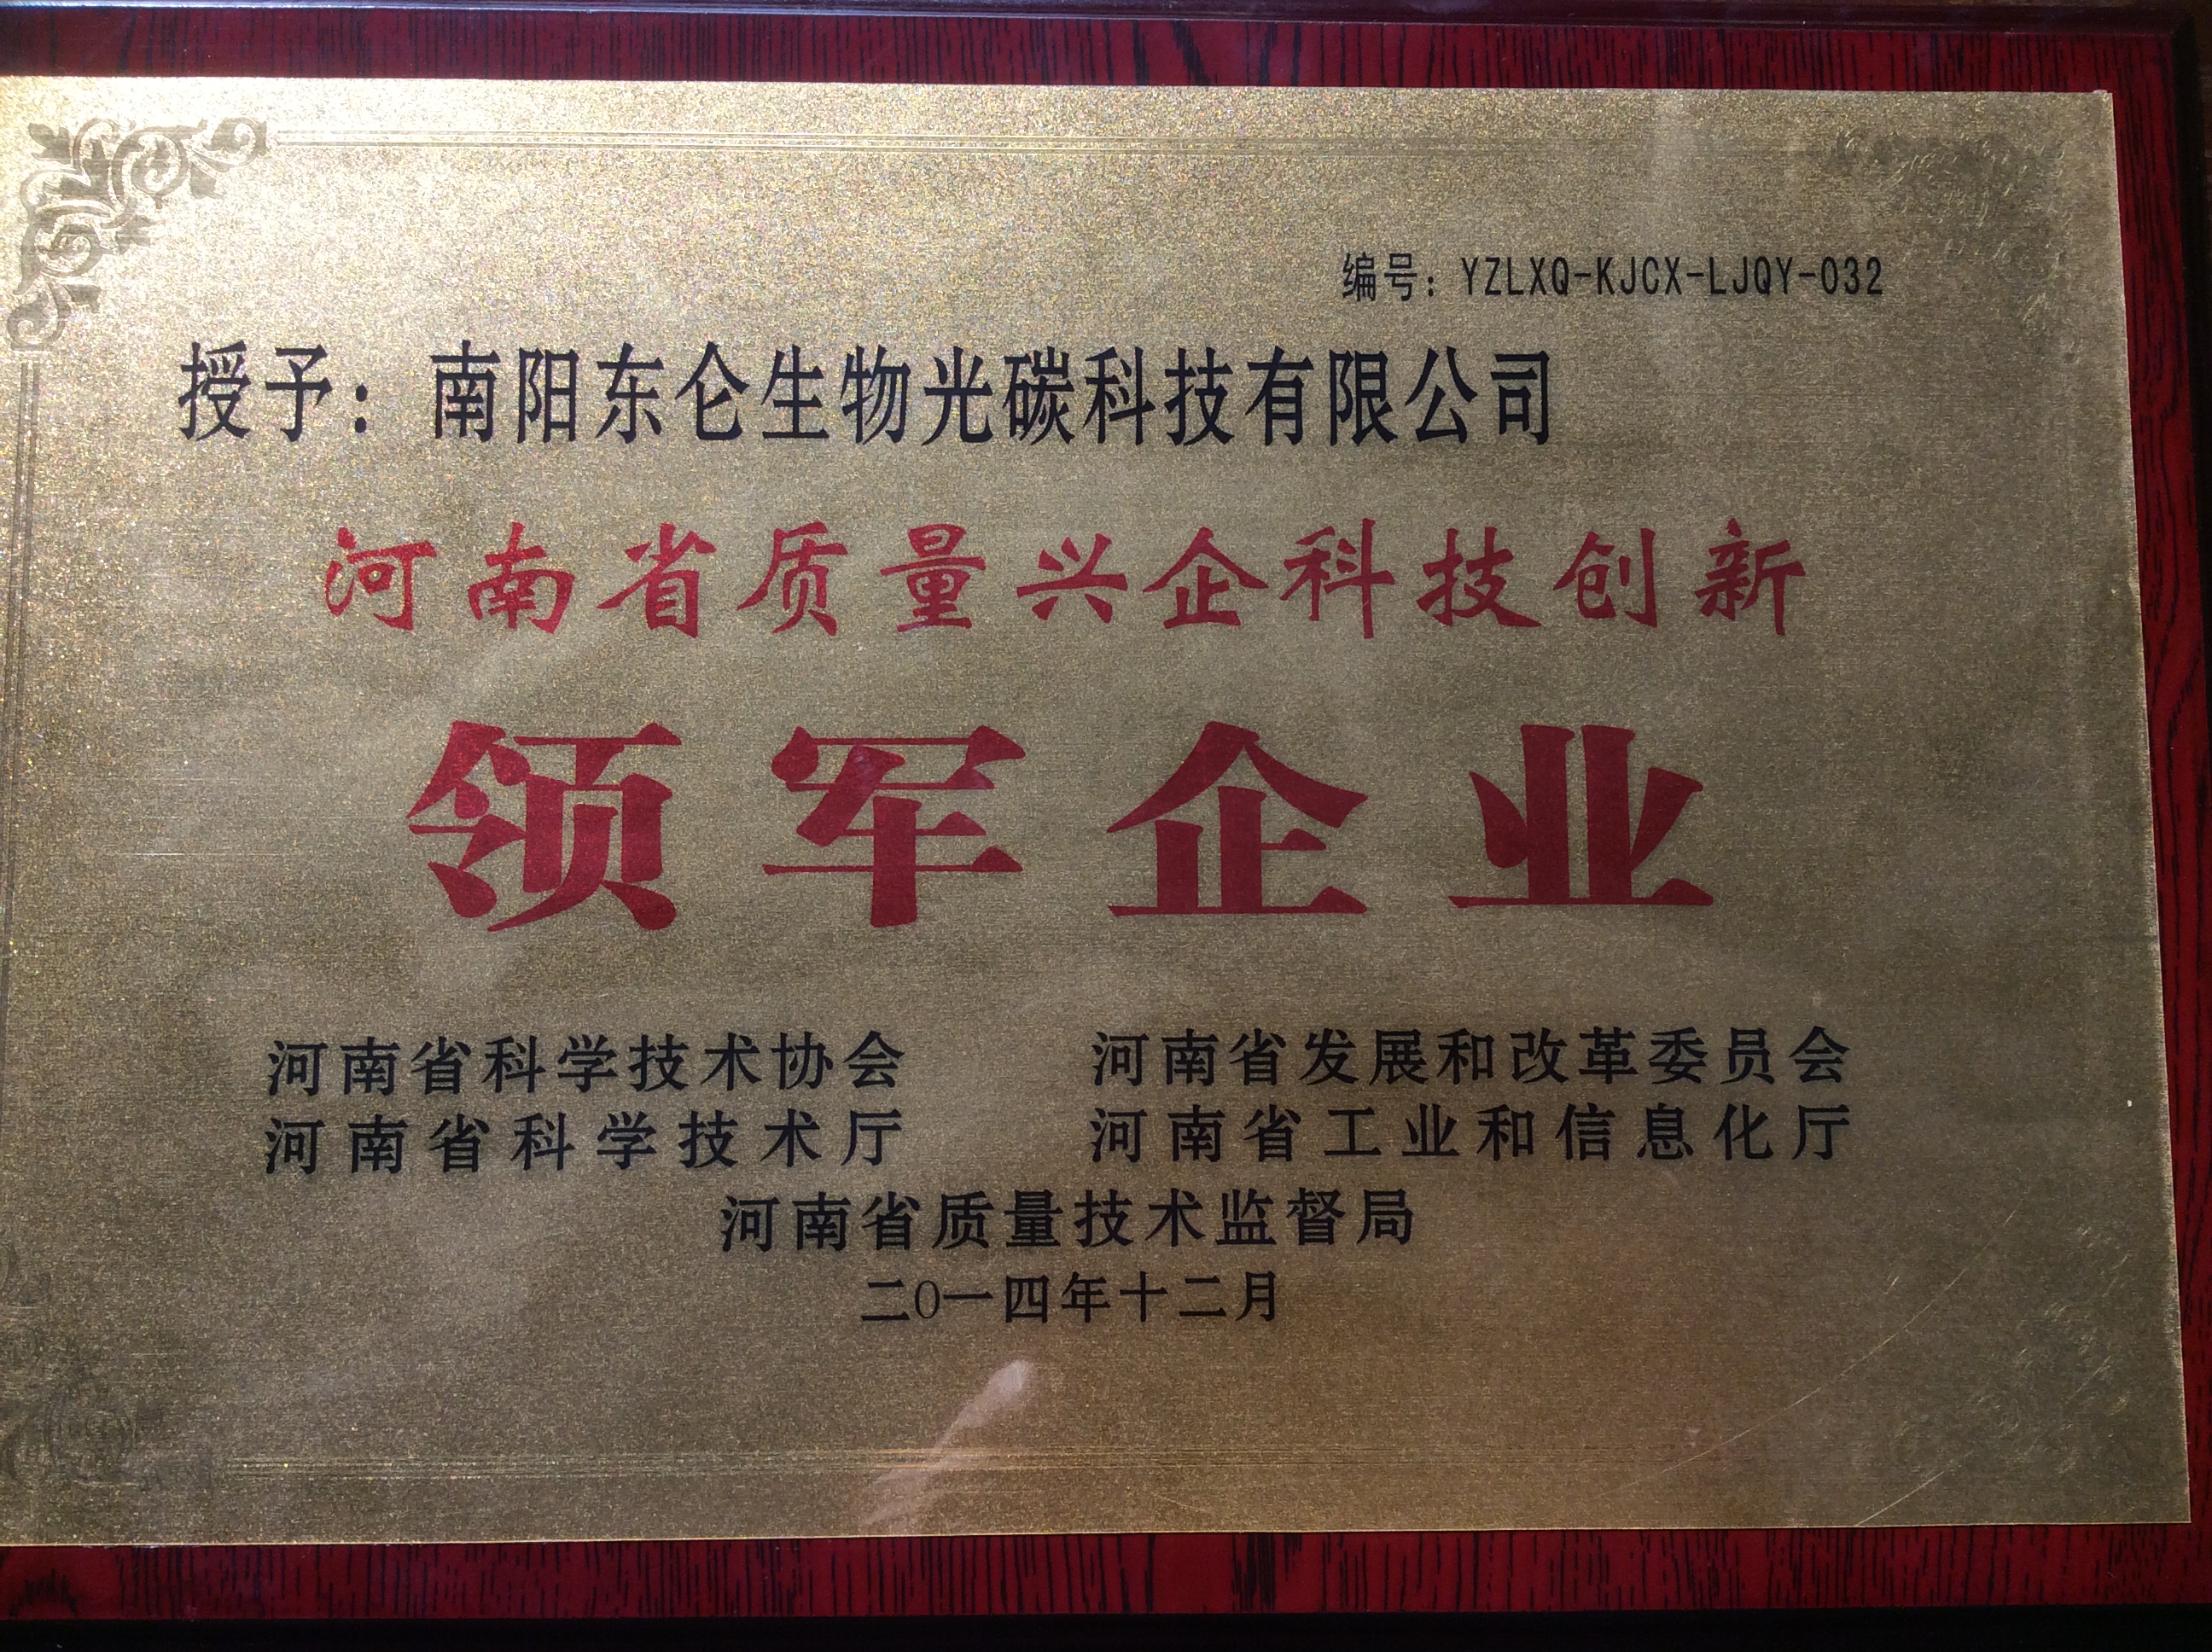 编号：YZLXQ-KJCX-LJQY-032
授予：南阳东仑生物光碳科技有限公司
河南省质量兴企科技创新
领军企业
河南省科学技术协会 河南省发展和改革委员会
河南省科学技术厅 河南省工业和信息化厅
河南省质量技术监督局
二0一四年十二月